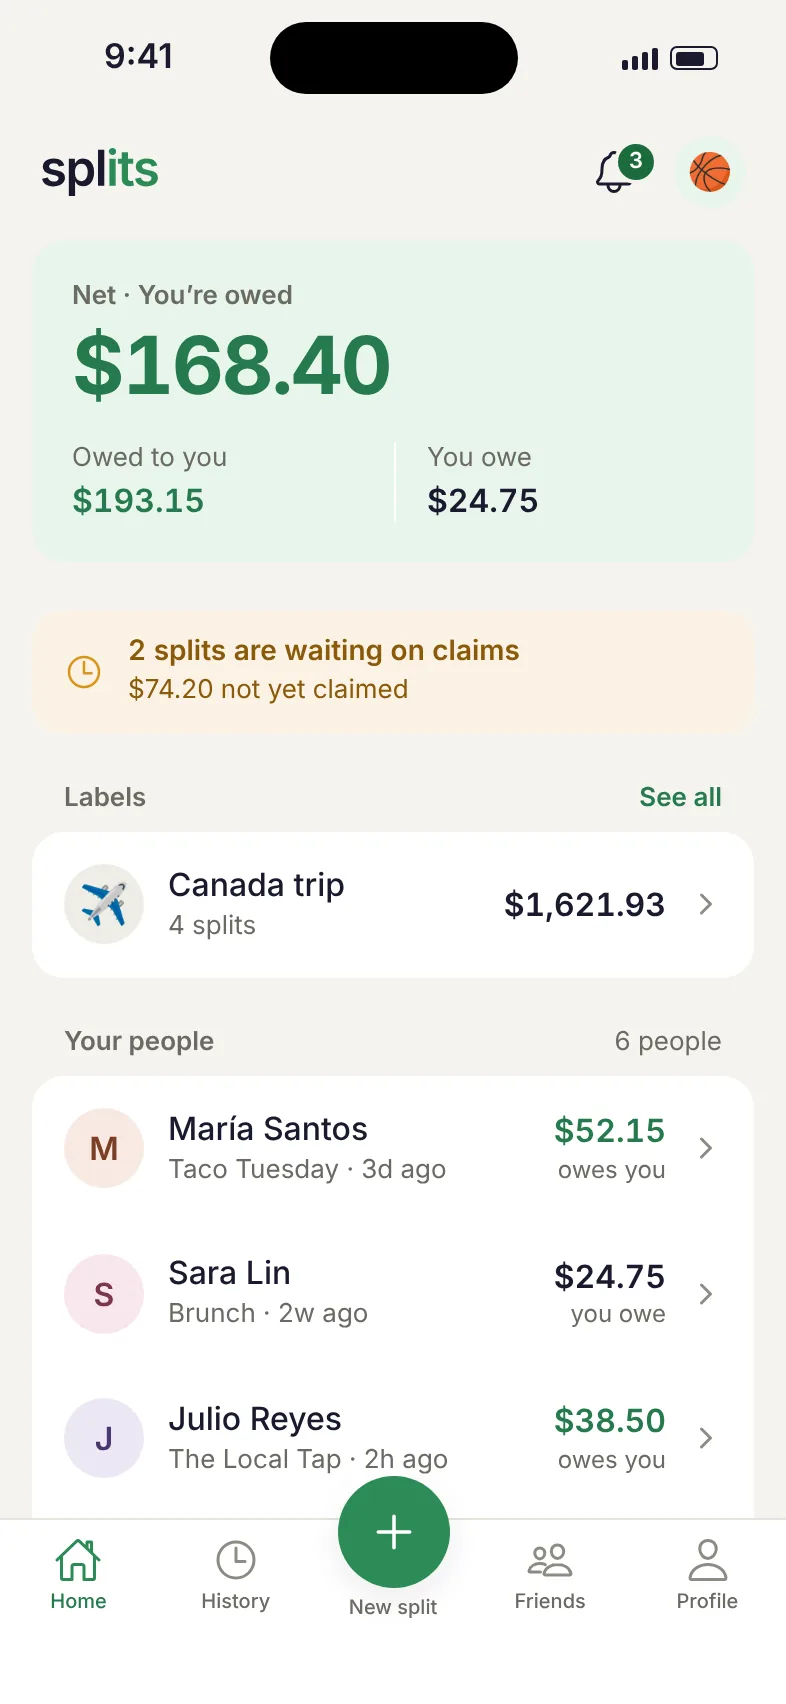 9:41
splits
3
Net · You’re owed
$168.40
Owed to you
$193.15
You owe
$24.75
2 splits are waiting on claims
$74.20 not yet claimed
Labels
See all
Canada trip
4 splits
$1,621.93
Your people
6 people
M
María Santos
Taco Tuesday · 3d ago
$52.15
owes you
S
Sara Lin
Brunch · 2w ago
$24.75
you owe
J
Julio Reyes
The Local Tap · 2h ago
$38.50
owes you
Home
History
New split
Friends
Profile